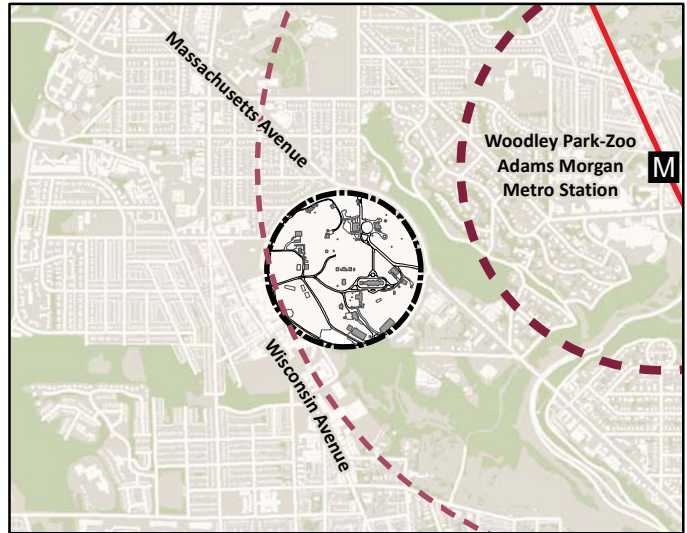 Massachusetts Avenue
Woodley Park-Zoo
Adams Morgan
Metro Station
M
Wisconsin Avenue